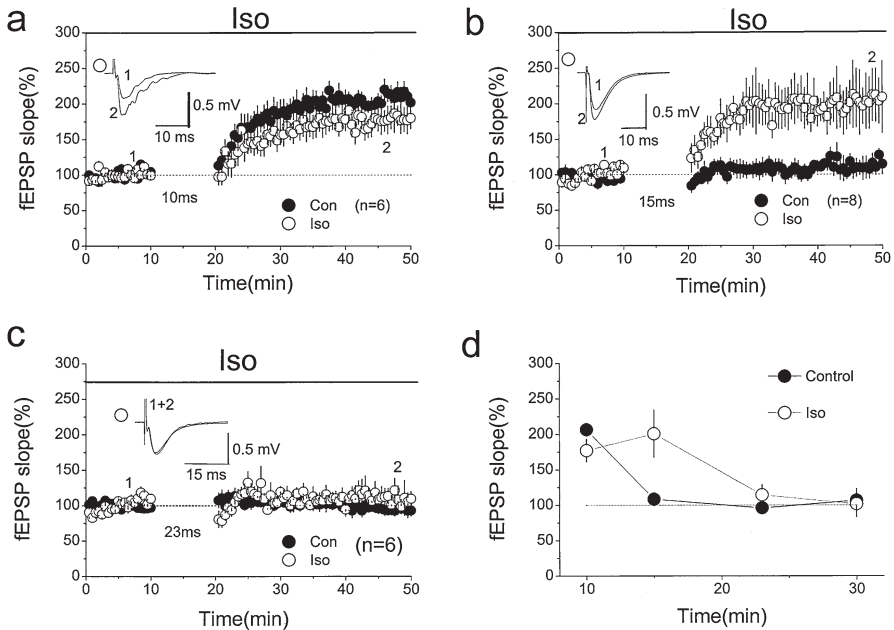 a
Iso
300
250
200
150
100
50
0
fEPSP slope(%)
1
2
0.5 mV
10 ms
1
2
10ms
Con (n=6)
Iso
0 10 20 30 40 50
Time(min)
b
Iso
300
250
200
150
100
50
0
fEPSP slope(%)
1
2
0.5 mV
10 ms
1
2
15ms
Con (n=8)
Iso
0 10 20 30 40 50
Time(min)
c
Iso
300
250
200
150
100
50
0
fEPSP slope(%)
1+2
0.5 mV
15 ms
1
2
23ms
Con (n=6)
Iso
0 10 20 30 40 50
Time(min)
d
300
250
200
150
100
50
0
fEPSP slope(%)
Control
Iso
10 20 30
Time(min)